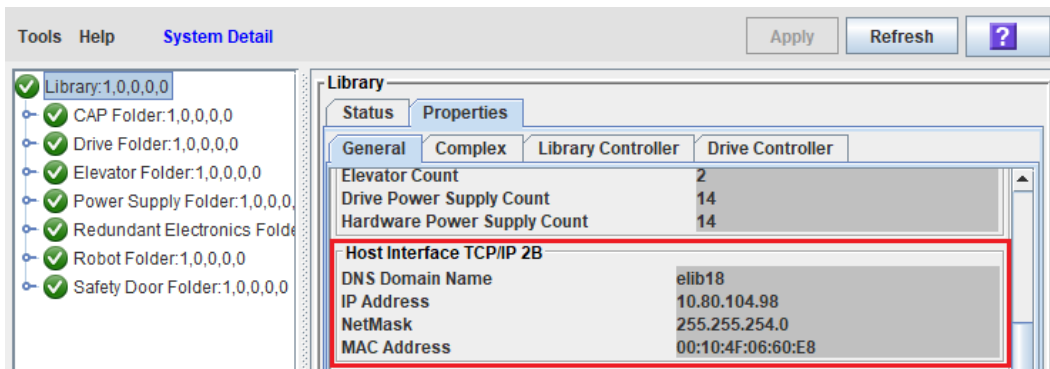 Tools Help System Detail Apply Refresh ?
Library:1,0,0,0,0
CAP Folder:1,0,0,0,0
Drive Folder:1,0,0,0,0
Elevator Folder:1,0,0,0,0
Power Supply Folder:1,0,0,0,
Redundant Electronics Folde
Robot Folder:1,0,0,0,0
Safety Door Folder:1,0,0,0,0
Library
Status Properties
General Complex Library Controller Drive Controller
Elevator Count 2
Drive Power Supply Count 14
Hardware Power Supply Count 14
Host Interface TCP/IP 2B
DNS Domain Name elib18
IP Address 10.80.104.98
NetMask 255.255.254.0
MAC Address 00:10:4F:06:60:E8